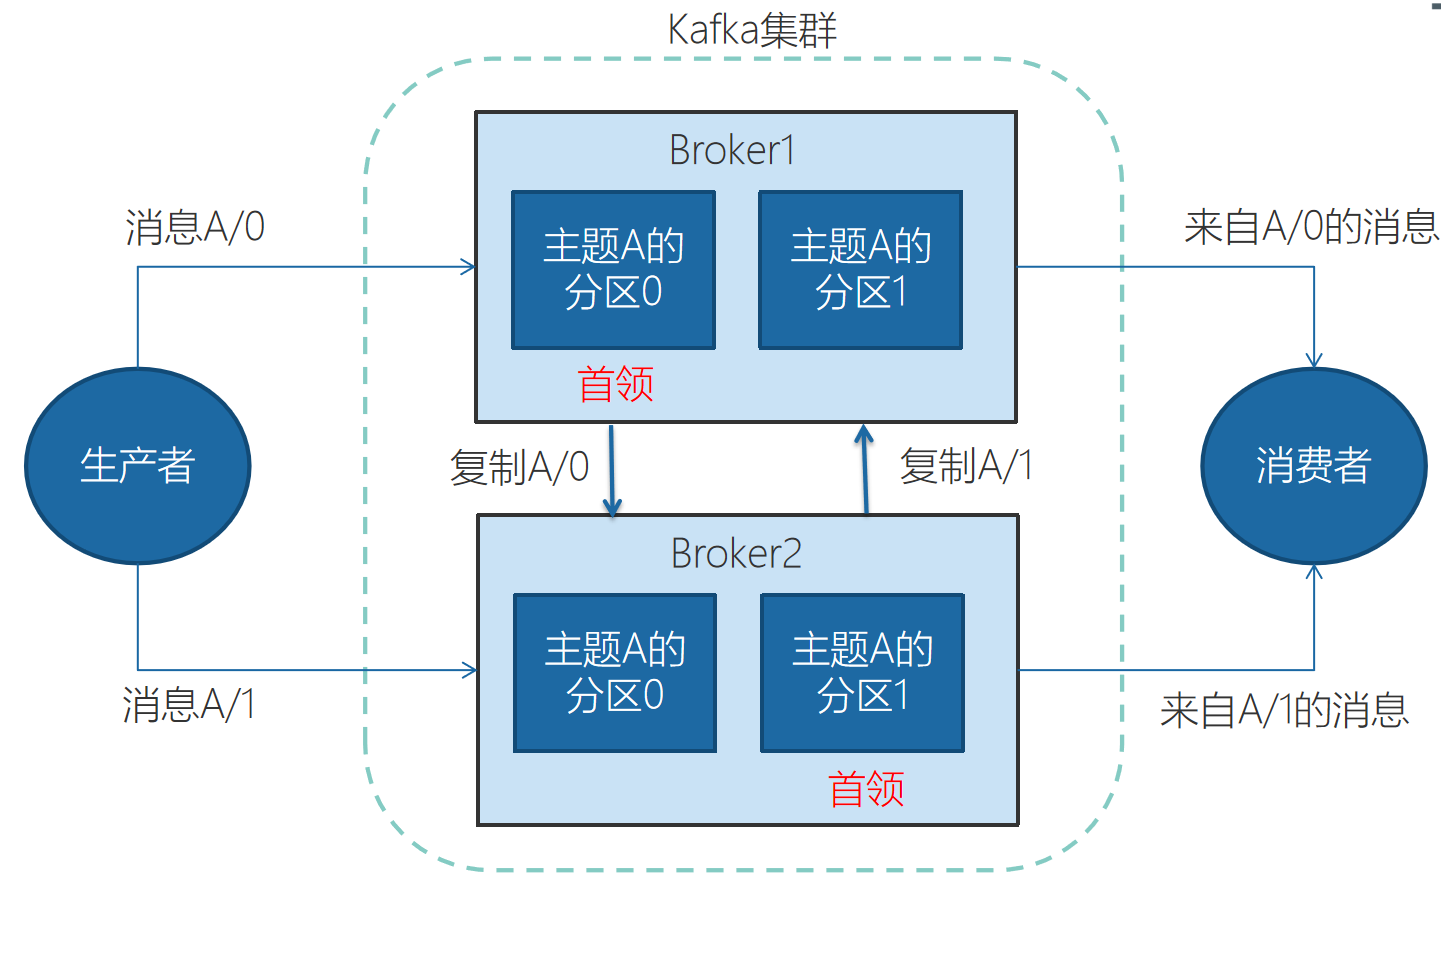 Kafka集群
Broker1
消息A/0
主题A的
分区0
主题A的
分区1
来自A/0的消息
首领
生产者
复制A/0
复制A/1
消费者
Broker2
主题A的
分区0
主题A的
分区1
消息A/1
来自A/1的消息
首领